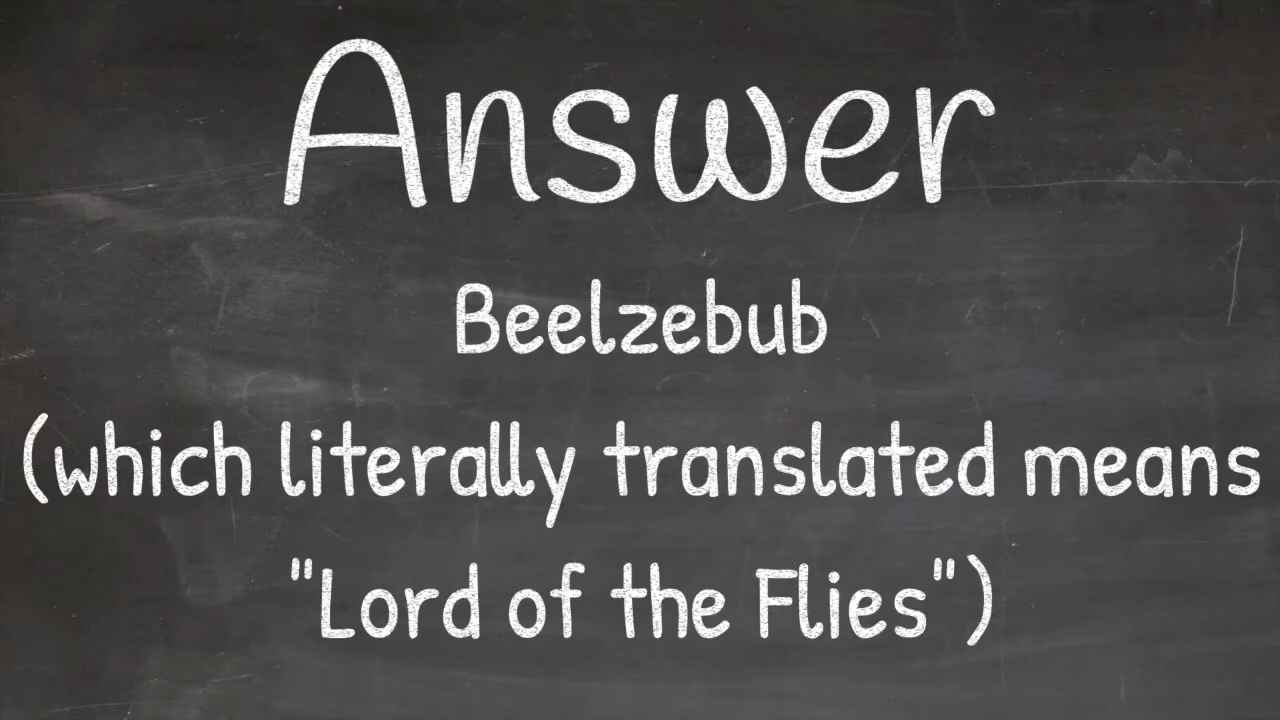 Answer
Beelzebub
(which literally translated means
"Lord of the Flies")